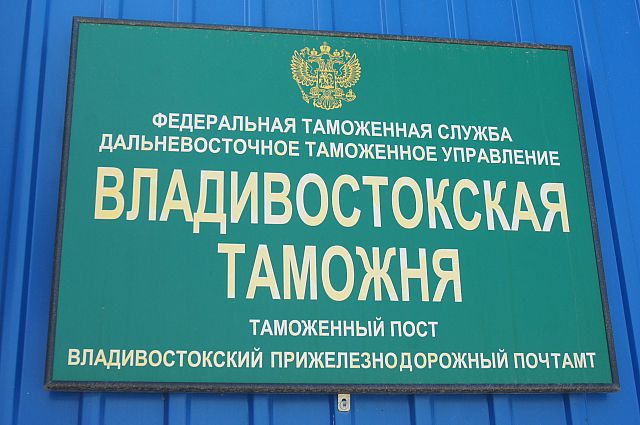 ФЕДЕРАЛЬНАЯ ТАМОЖЕННАЯ СЛУЖБА
ДАЛЬНЕВОСТОЧНОЕ ТАМОЖЕННОЕ УПРАВЛЕНИЕ
ВЛАДИВОСТОКСКАЯ
ТАМОЖНЯ
ТАМОЖЕННЫЙ ПОСТ
ВЛАДИВОСТОКСКИЙ ПРИЖЕЛЕЗНОДОРОЖНЫЙ ПОЧТАМТ